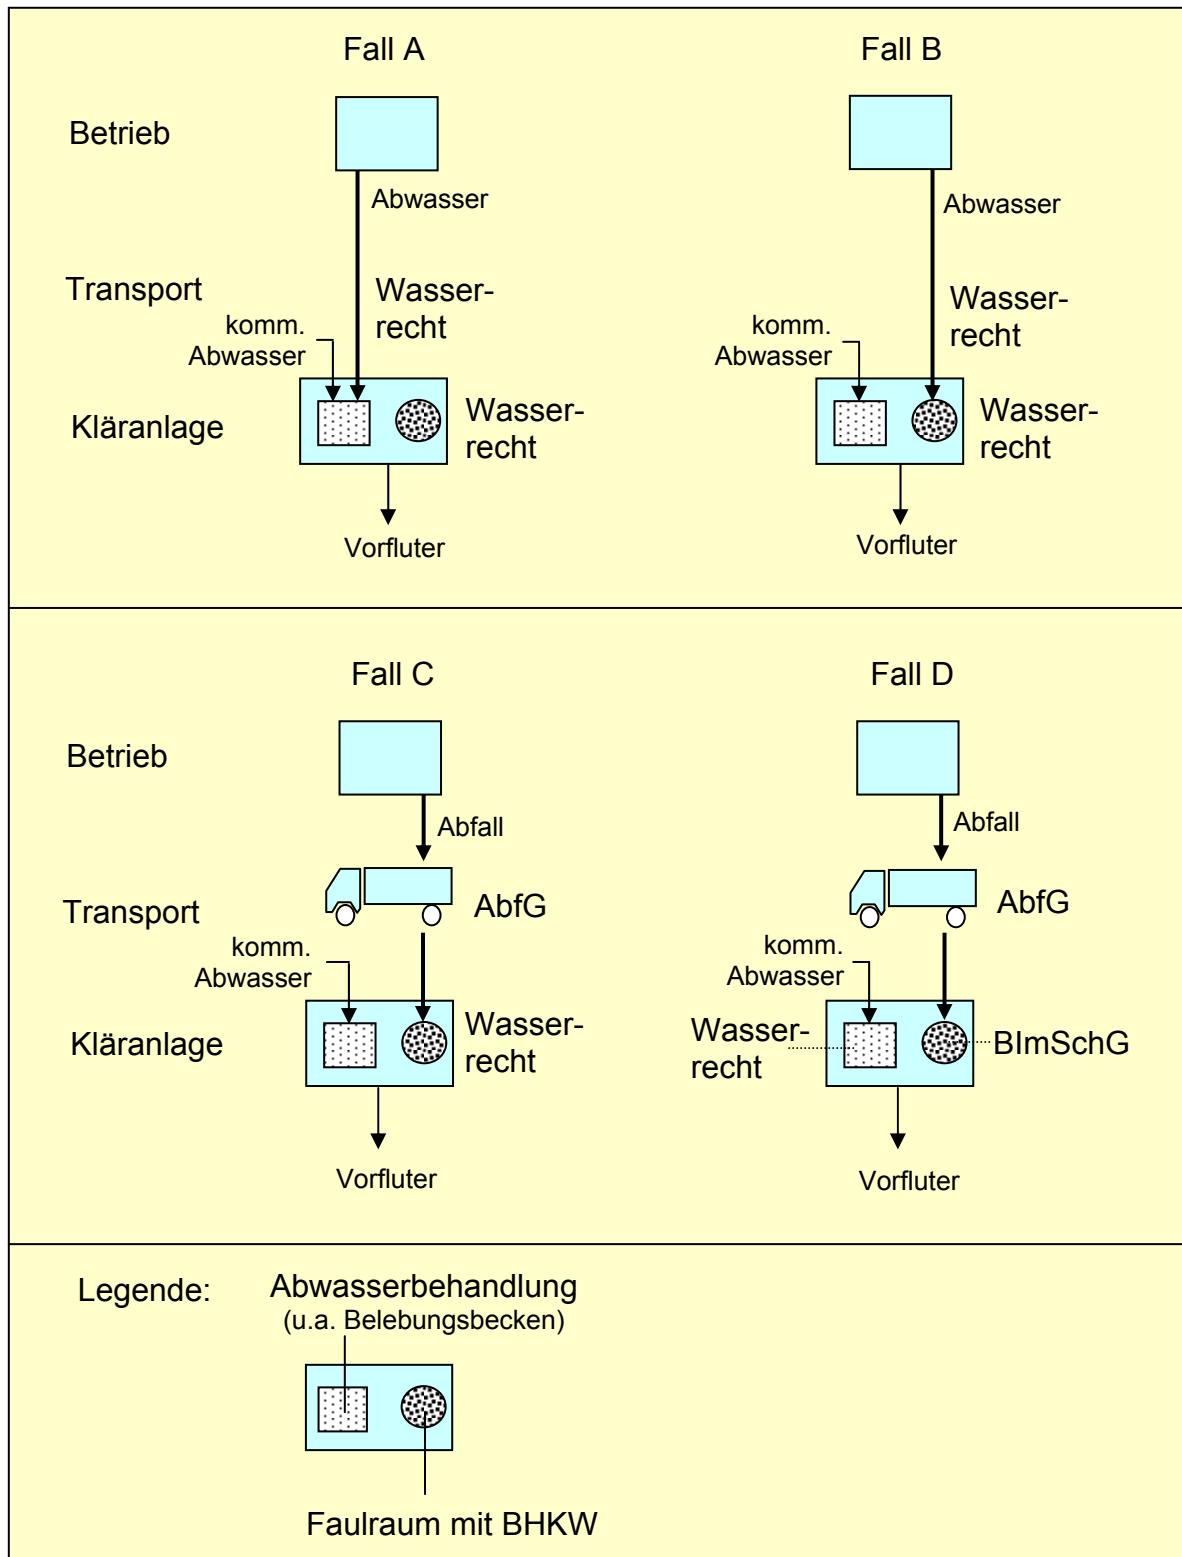 Fall A
Fall B
Betrieb
Abwasser
Abwasser
Transport
Wasser-
recht
Wasser-
recht
komm.
Abwasser
komm.
Abwasser
Kläranlage
Wasser-
recht
Wasser-
recht
Vorfluter
Vorfluter
Fall C
Fall D
Betrieb
Abfall
Abfall
Transport
AbfG
AbfG
komm.
Abwasser
komm.
Abwasser
Kläranlage
Wasser-
recht
Wasser-
recht
BImSchG
Vorfluter
Vorfluter
Legende:
Abwasserbehandlung
(u.a. Belebungsbecken)
Faulraum mit BHKW